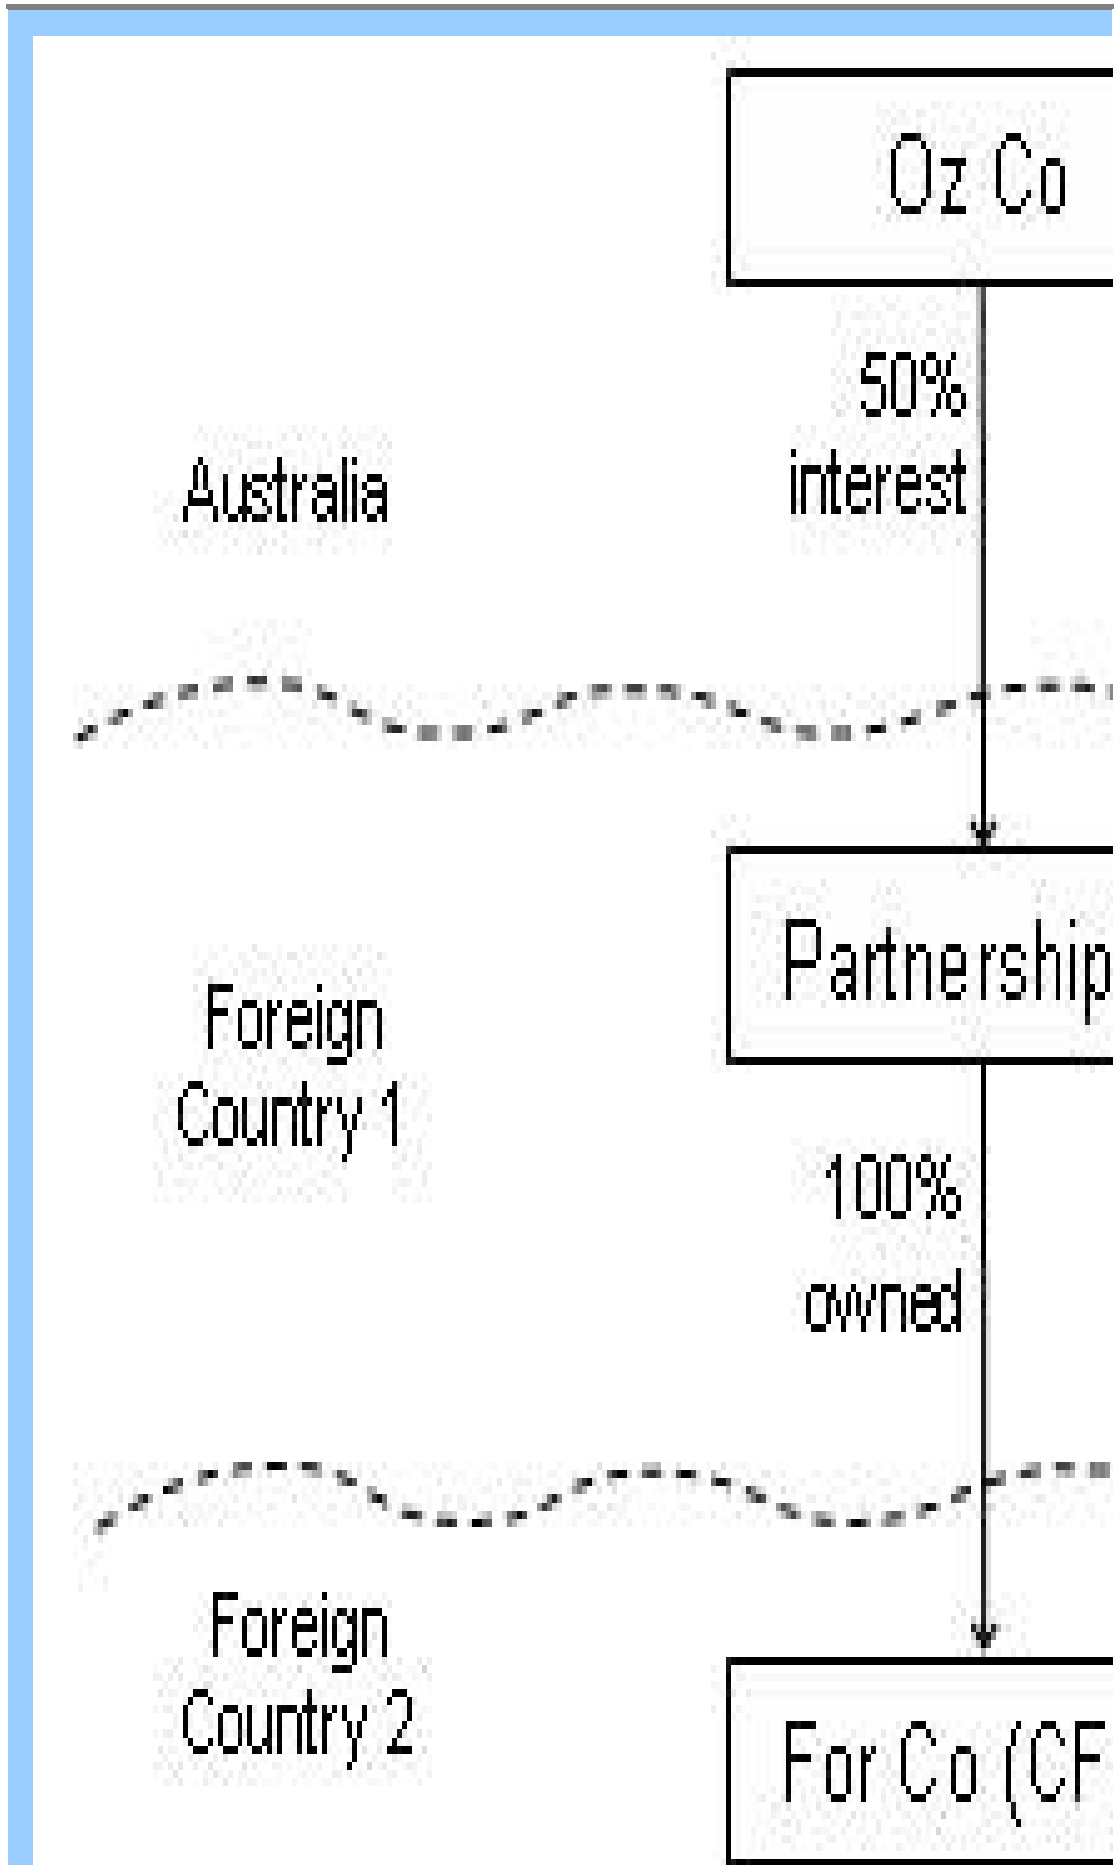 Oz Co
50%
interest
Australia
Partnership
Foreign
Country 1
100%
owned
Foreign
Country 2
For Co (CF